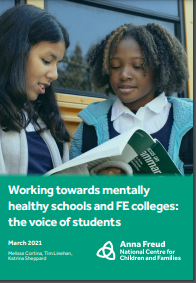 Working towards mentally
healthy schools and FE colleges:
the voice of students
March 2021
Melissa Cortina, Tim Linehan,
Katrina Sheppard
Anna Freud
National Centre for
Children and Families